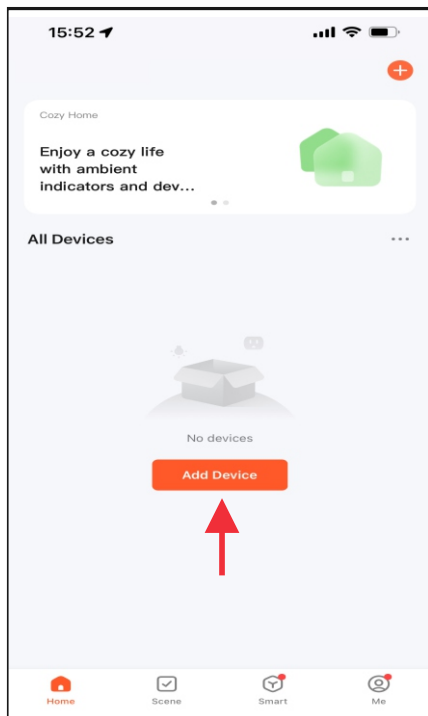 15:52
Cozy Home
Enjoy a cozy life
with ambient
indicators and dev...
All Devices
No devices
Add Device
Home
Scene
Smart
Me